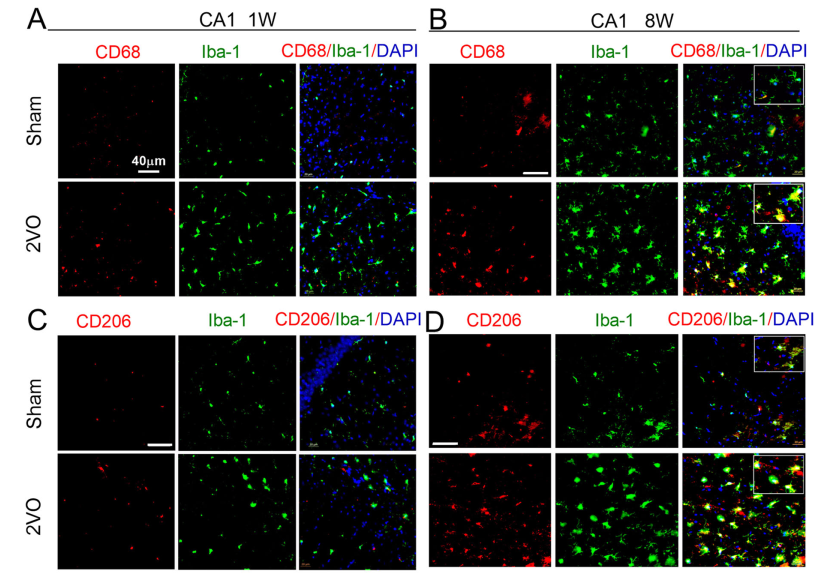 A CA1 1W
CD68 Iba-1 CD68/Iba-1/DAPI
Sham
40μm
2VO
B CA1 8W
CD68 Iba-1 CD68/Iba-1/DAPI
C
CD206 Iba-1 CD206/Iba-1/DAPI
Sham
2VO
D
CD206 Iba-1 CD206/Iba-1/DAPI